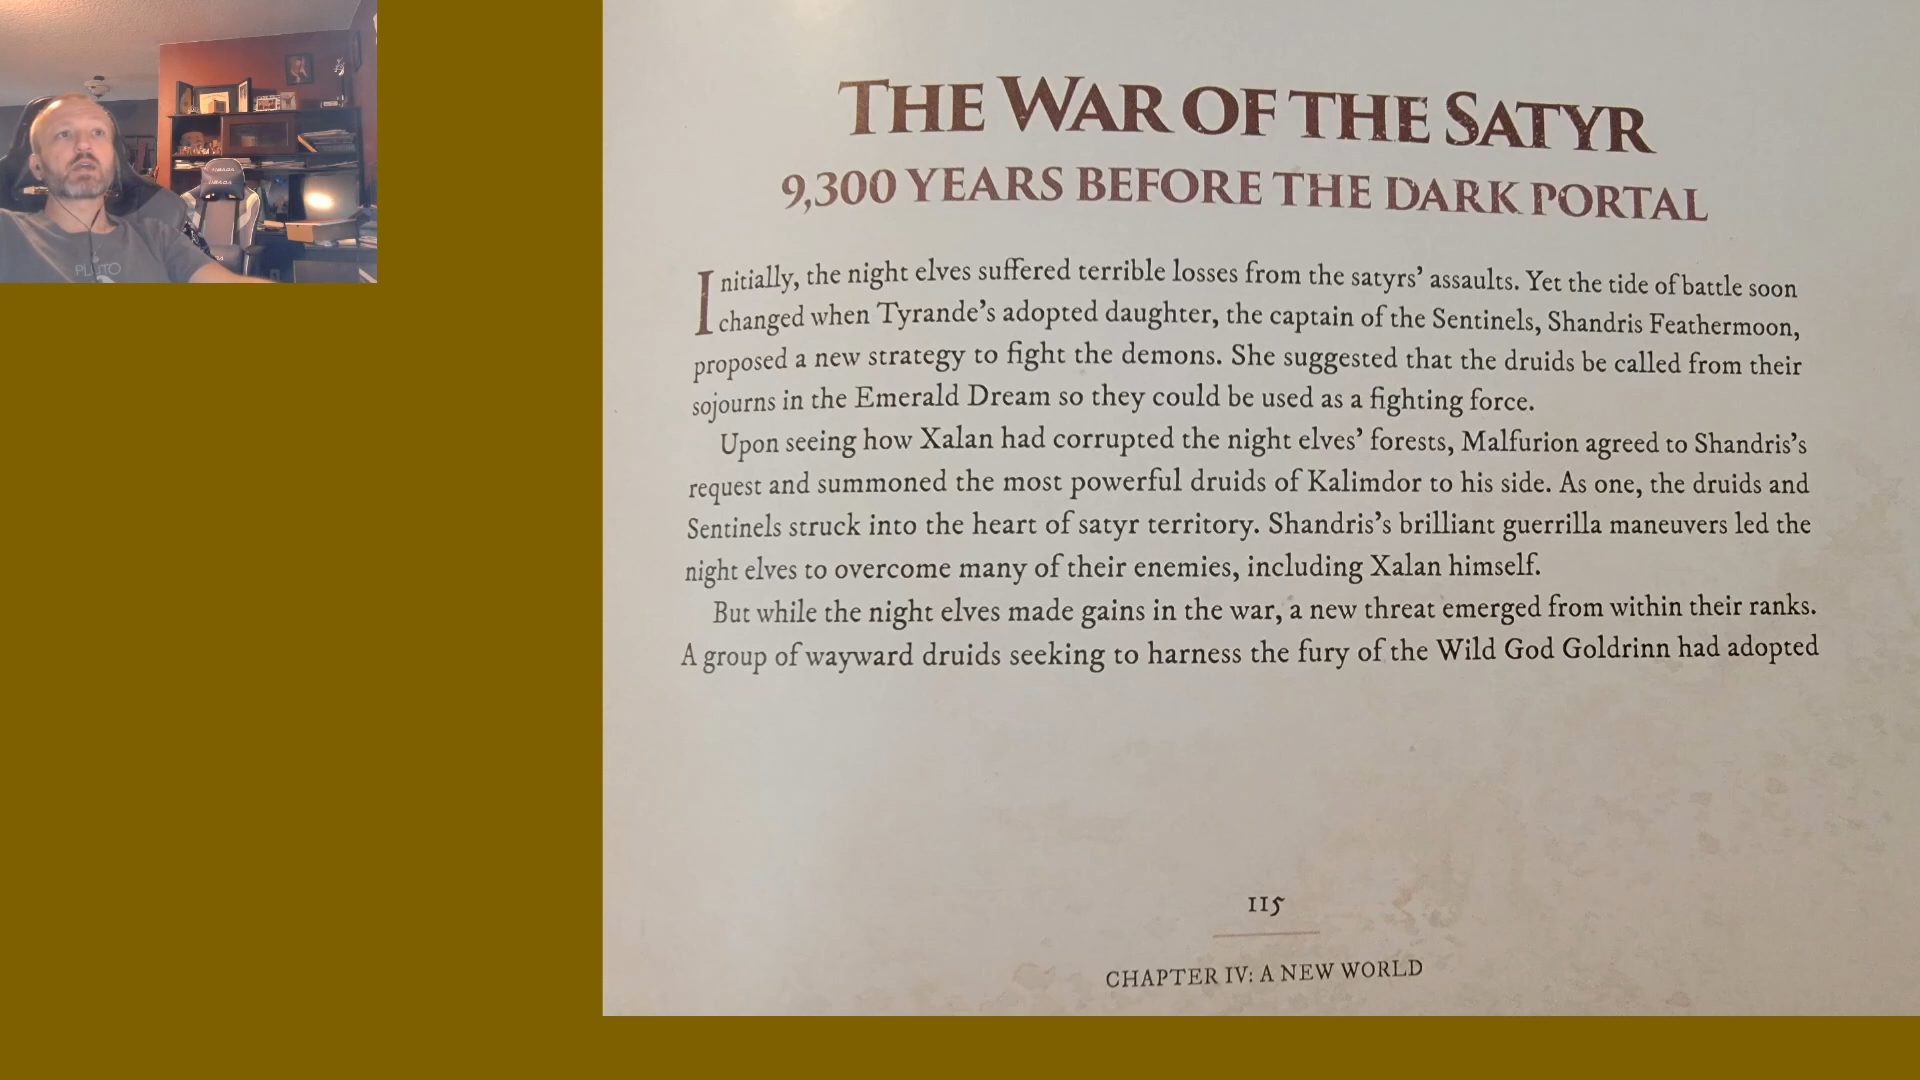 THE WAR OF THE SATYR
9,300 YEARS BEFORE THE DARK PORTAL
Initially, the night elves suffered terrible losses from the satyrs’ assaults. Yet the tide of battle soon
changed when Tyrande’s adopted daughter, the captain of the Sentinels, Shandris Feathermoon,
proposed a new strategy to fight the demons. She suggested that the druids be called from their
sojourns in the Emerald Dream so they could be used as a fighting force.
Upon seeing how Xalan had corrupted the night elves’ forests, Malfurion agreed to Shandris’s
request and summoned the most powerful druids of Kalimdor to his side. As one, the druids and
Sentinels struck into the heart of satyr territory. Shandris’s brilliant guerrilla maneuvers led the
night elves to overcome many of their enemies, including Xalan himself.
But while the night elves made gains in the war, a new threat emerged from within their ranks.
A group of wayward druids seeking to harness the fury of the Wild God Goldrinn had adopted
115
CHAPTER IV: A NEW WORLD
PLUTO